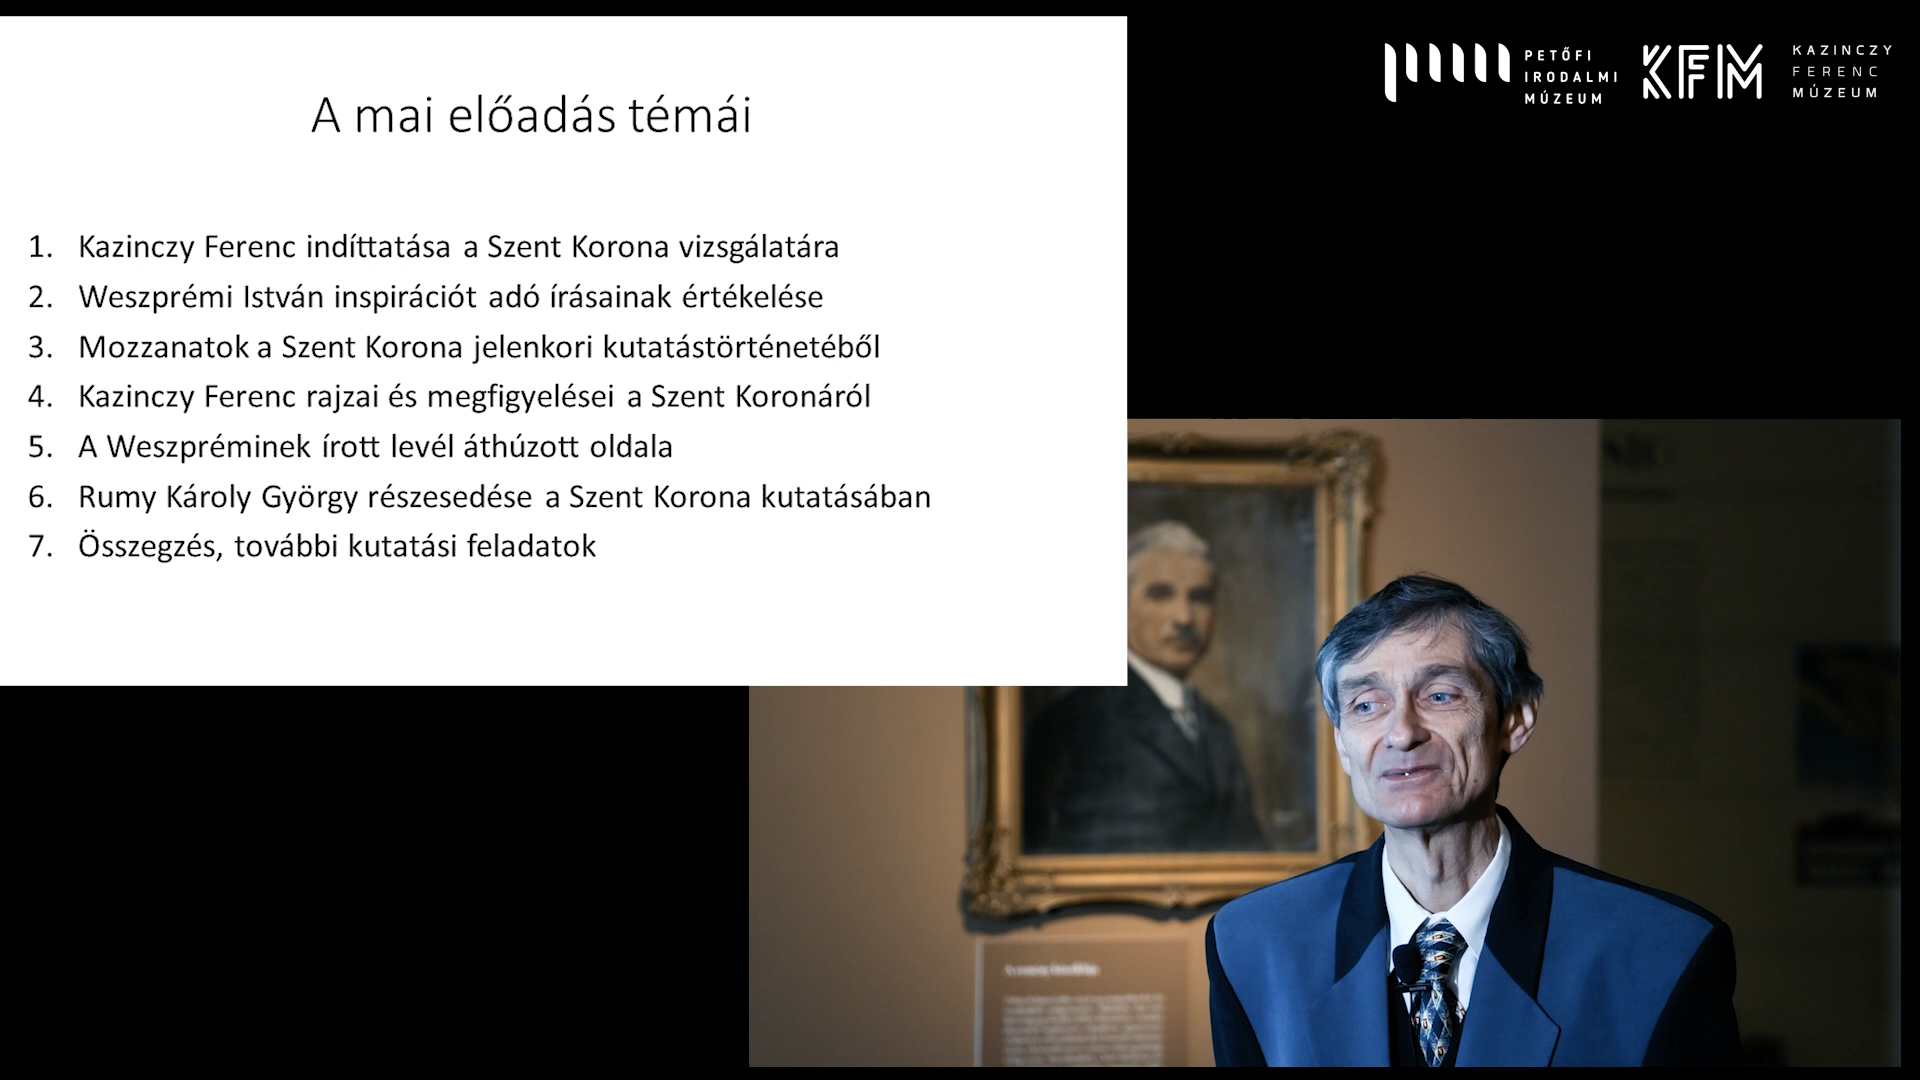 A mai előadás témái
1. Kazinczy Ferenc indíttatása a Szent Korona vizsgálatára
2. Weszprémi István inspirációt adó írásainak értékelése
3. Mozzanatok a Szent Korona jelenkori kutatástörténetéből
4. Kazinczy Ferenc rajzai és megfigyelései a Szent Koronáról
5. A Weszpréminek írott levél áthúzott oldala
6. Rumy Károly György részesedése a Szent Korona kutatásában
7. Összegzés, további kutatási feladatok
PETŐFI
IRODALMI
MÚZEUM
KFM
KAZINCZY
FERENC
MÚZEUM